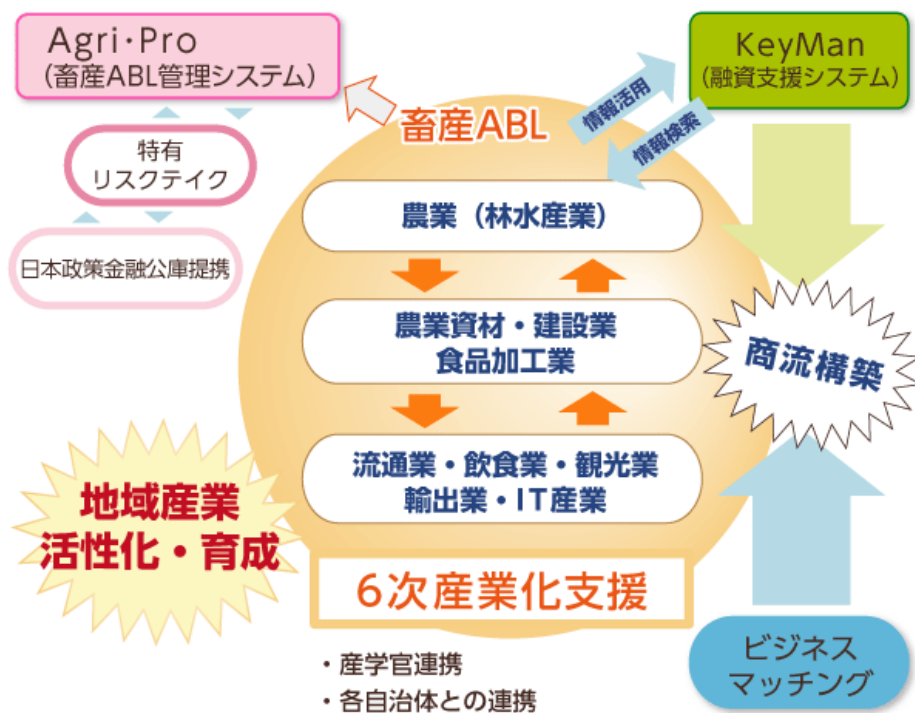 Agri・Pro
（畜産ABL管理システム）
KeyMan
（融資支援システム）
畜産ABL
情報活用
情報検索
特有
リスクテイク
日本政策金融公庫提携
農業（林水産業）
農業資材・建設業
食品加工業
商流構築
流通業・飲食業・観光業
輸出業・IT産業
地域産業
活性化・育成
6次産業化支援
・産学官連携
・各自治体との連携
ビジネス
マッチング